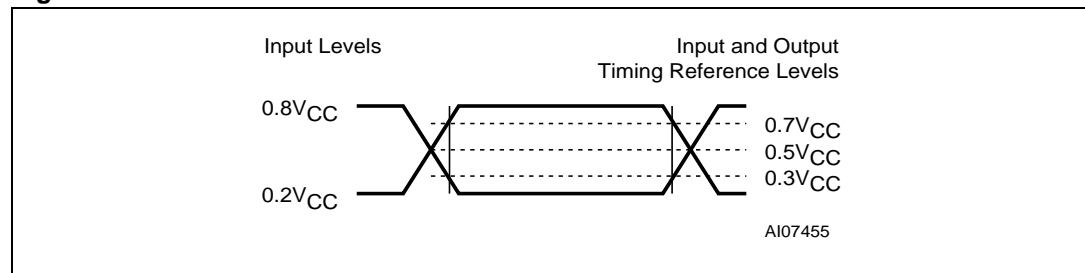 Input Levels
Input and Output
Timing Reference Levels
0.8VCC
0.7VCC
0.5VCC
0.3VCC
0.2VCC
AI07455